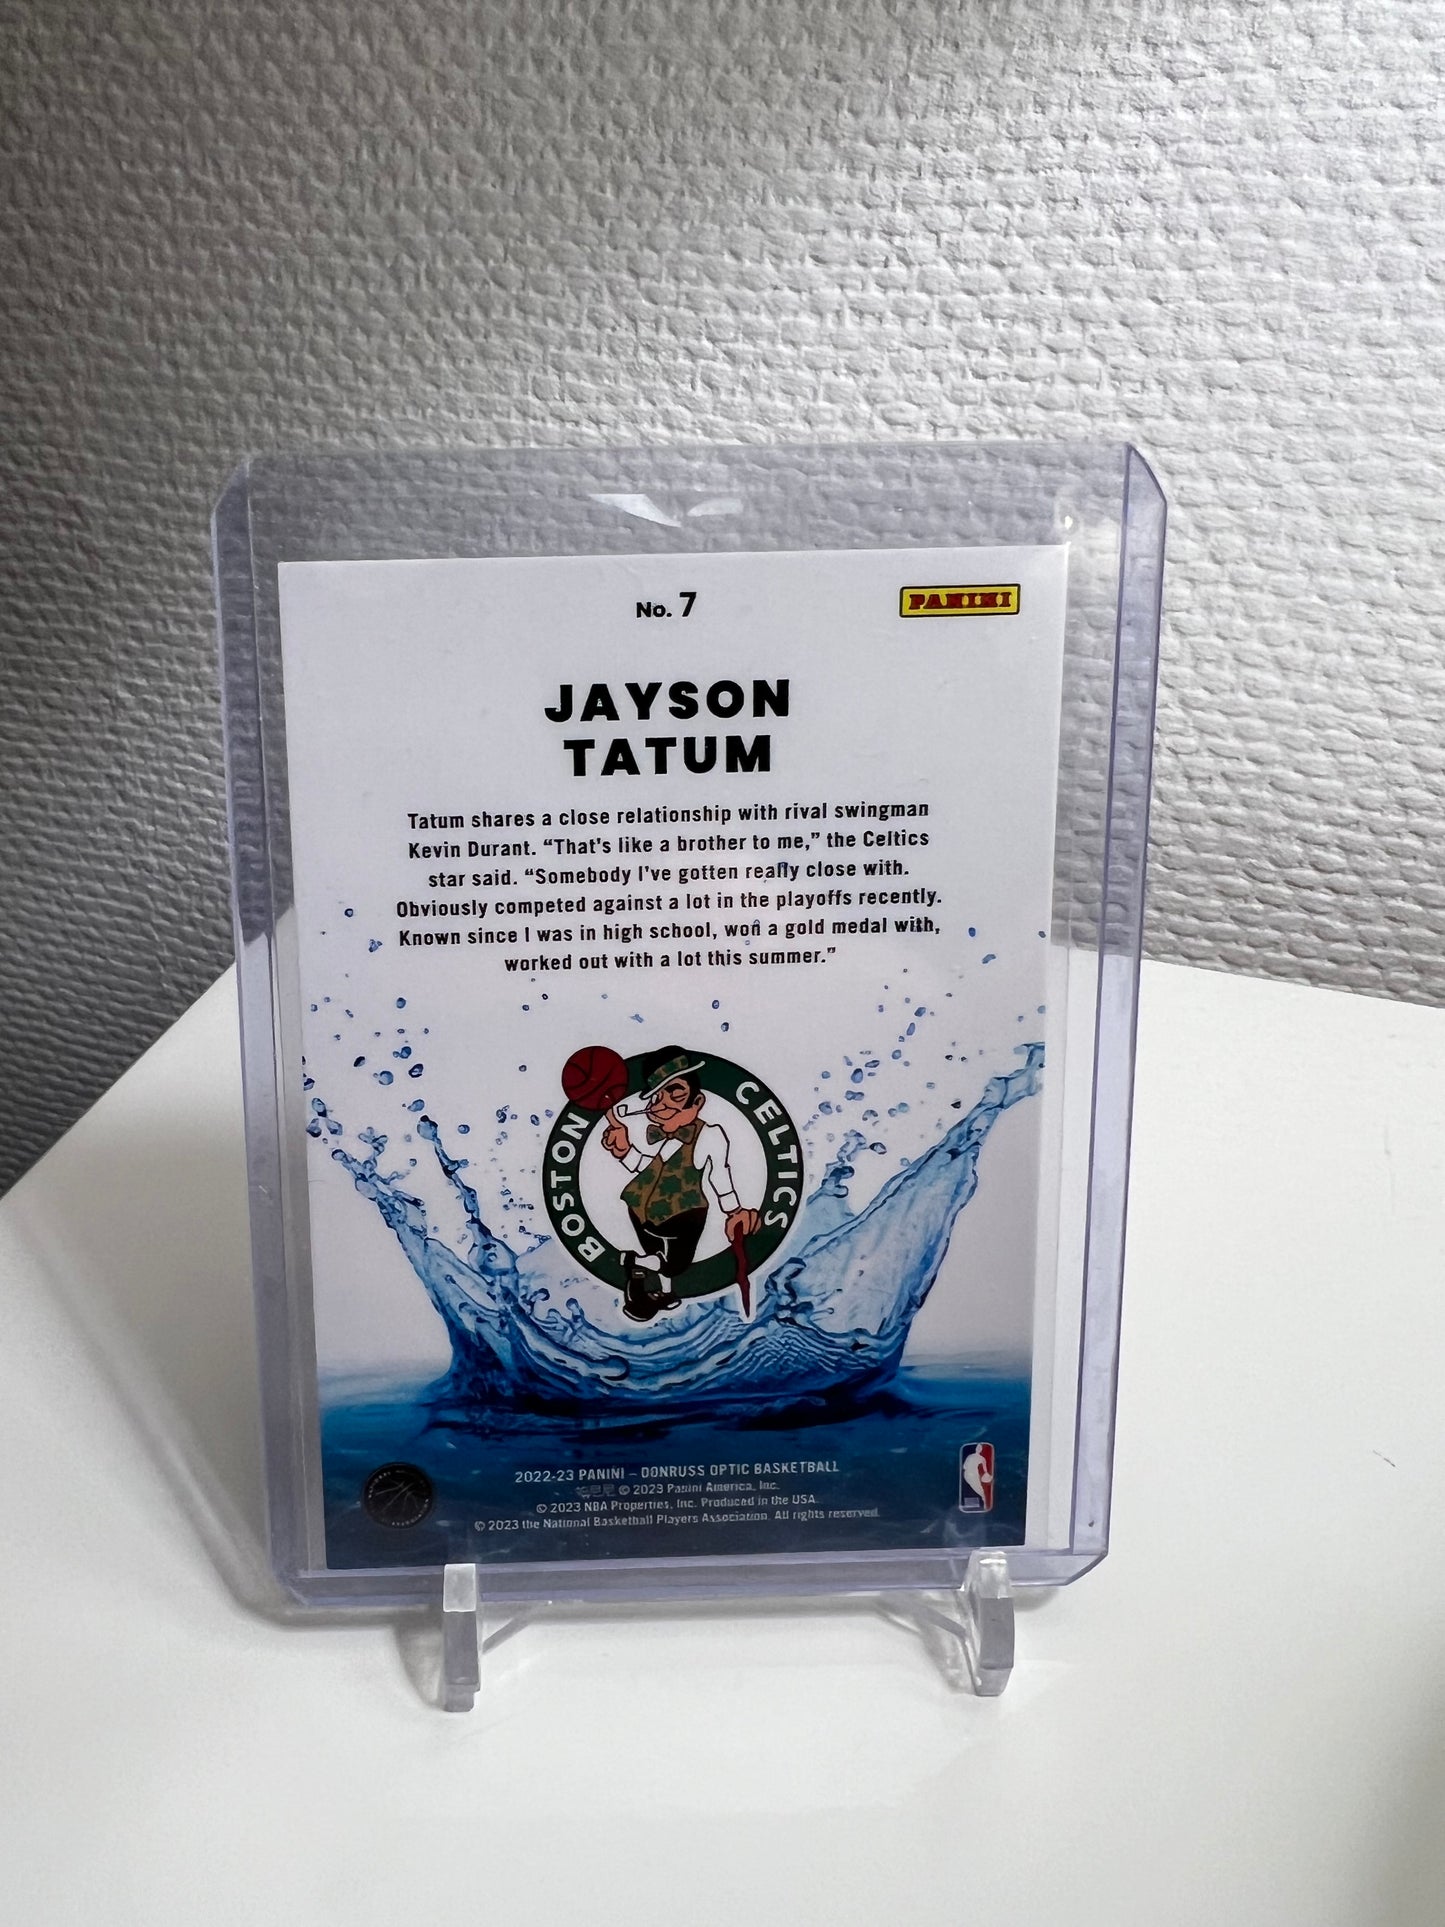 No. 7
PANINI
JAYSON
TATUM
Tatum shares a close relationship with rival swingman
Kevin Durant. “That's like a brother to me,” the Celtics
star said. “Somebody I've gotten really close with.
Obviously competed against a lot in the playoffs recently.
Known since I was in high school, won a gold medal with,
worked out with a lot this summer.”
BOSTON CELTICS
2022-23 PANINI – DONRUSS OPTIC BASKETBALL
© 2023 Panini America, Inc.
© 2023 NBA Properties, Inc. Produced in the USA.
© 2023 the National Basketball Players Association. All rights reserved.